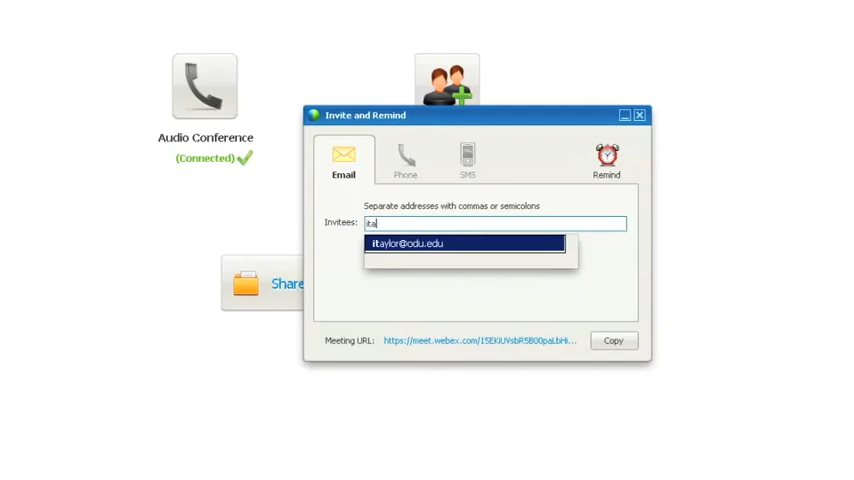 Audio Conference
(Connected)
Invite and Remind
Email
Phone
SMS
Remind
Separate addresses with commas or semicolons
Invitees:
ita
itaylor@odu.edu
Share
Meeting URL:
Copy